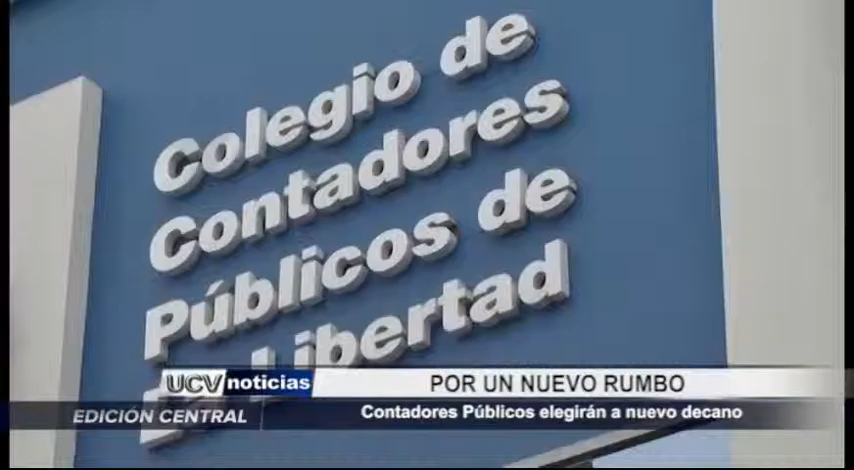 Colegio de
Contadores
Públicos de
La Libertad
UCV noticias
POR UN NUEVO RUMBO
EDICIÓN CENTRAL
Contadores Públicos elegirán a nuevo decano